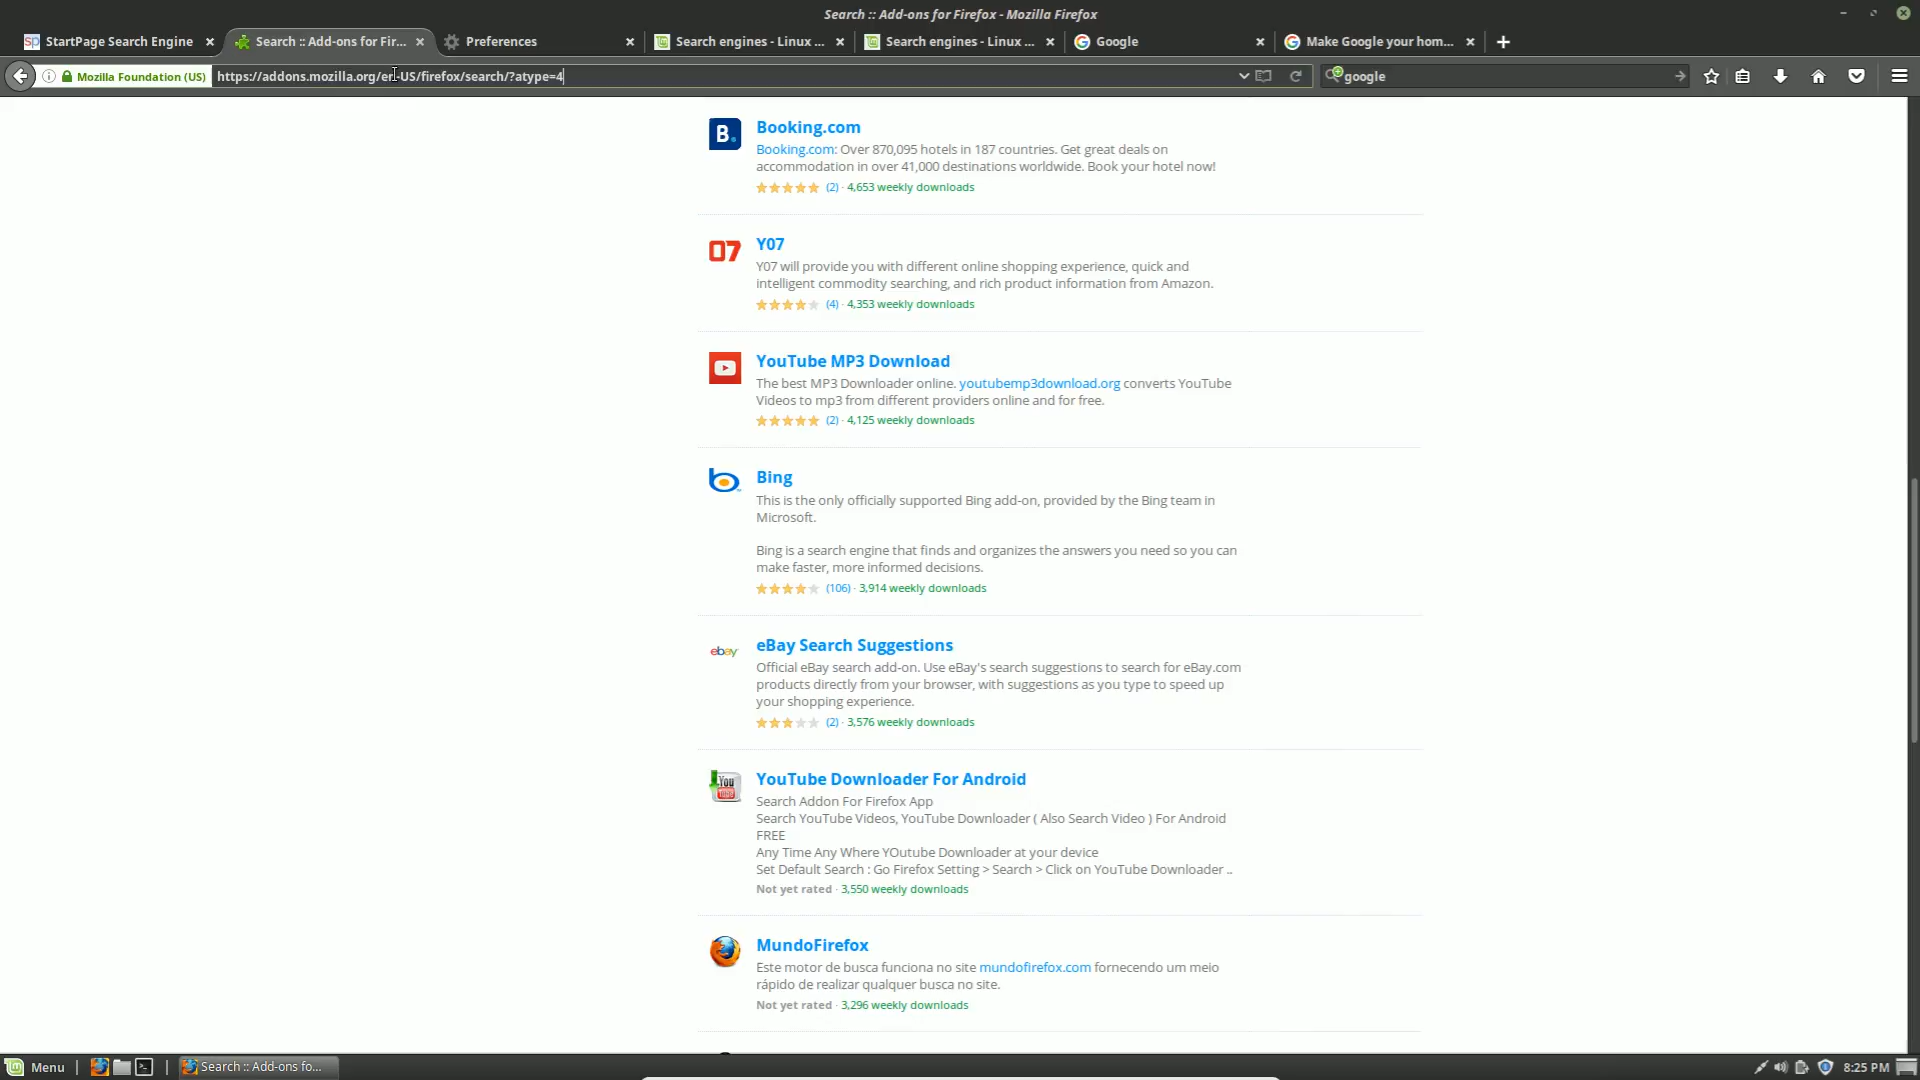 Search :: Add-ons for Firefox - Mozilla Firefox
sp StartPage Search Engine
Search :: Add-ons for Fir...
Preferences
Search engines - Linux ...
Search engines - Linux ...
Google
Make Google your hom...
Mozilla Foundation (US)
https://addons.mozilla.org/en-US/firefox/search/?atype=4
google
B.
Booking.com
Booking.com: Over 870,095 hotels in 187 countries. Get great deals on
accommodation in over 41,000 destinations worldwide. Book your hotel now!
(2) · 4,653 weekly downloads
07
Y07
Y07 will provide you with different online shopping experience, quick and
intelligent commodity searching, and rich product information from Amazon.
(4) · 4,353 weekly downloads
YouTube MP3 Download
The best MP3 Downloader online. youtubemp3download.org converts YouTube
Videos to mp3 from different providers online and for free.
(2) · 4,125 weekly downloads
Bing
This is the only officially supported Bing add-on, provided by the Bing team in
Microsoft.
Bing is a search engine that finds and organizes the answers you need so you can
make faster, more informed decisions.
(106) · 3,914 weekly downloads
ebay
eBay Search Suggestions
Official eBay search add-on. Use eBay's search suggestions to search for eBay.com
products directly from your browser, with suggestions as you type to speed up
your shopping experience.
(2) · 3,576 weekly downloads
You
YouTube Downloader For Android
Search Addon For Firefox App
Search YouTube Videos, YouTube Downloader ( Also Search Video ) For Android
FREE
Any Time Any Where YOutube Downloader at your device
Set Default Search : Go Firefox Setting > Search > Click on YouTube Downloader ..
Not yet rated · 3,550 weekly downloads
MundoFirefox
Este motor de busca funciona no site mundofirefox.com fornecendo um meio
rápido de realizar qualquer busca no site.
Not yet rated · 3,296 weekly downloads
Menu
Search :: Add-ons fo...
8:25 PM